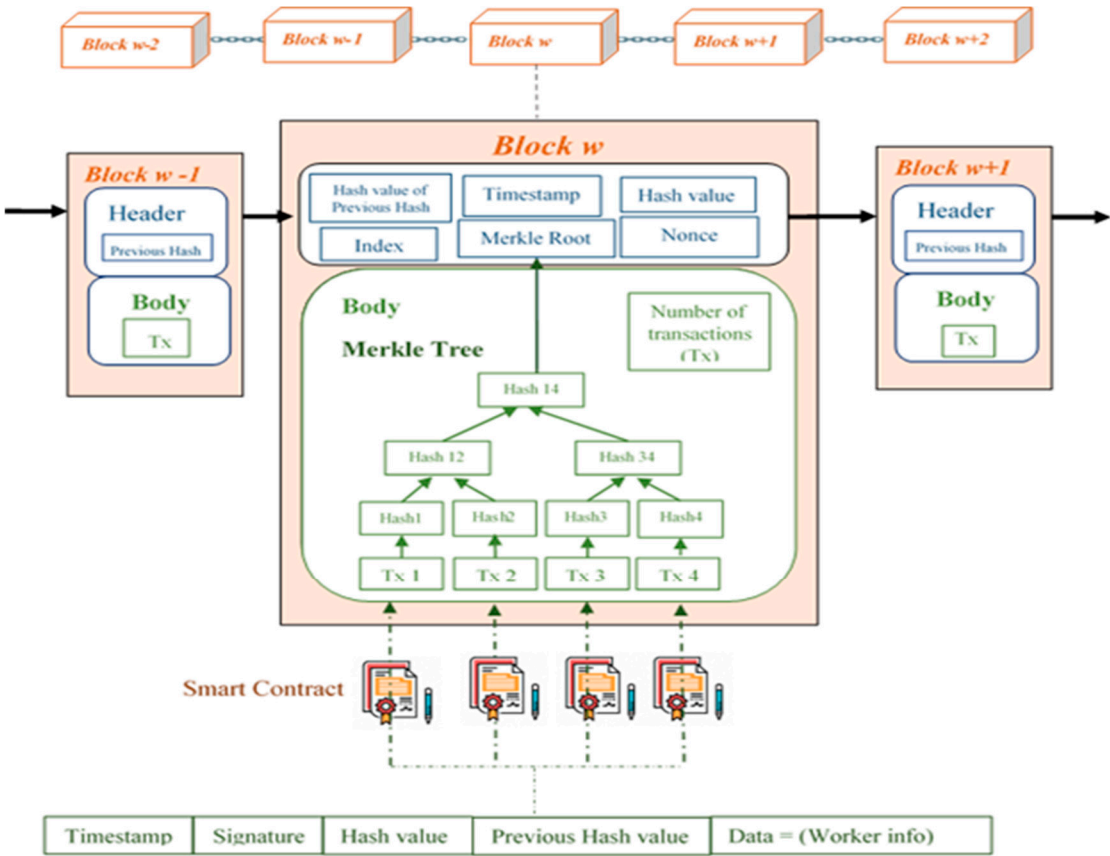 Block w-2
Block w-1
Block w
Block w+1
Block w+2
Block w -1
Header
Previous Hash
Body
Tx
Block w
Hash value of
Previous Hash
Timestamp
Hash value
Index
Merkle Root
Nonce
Body
Merkle Tree
Number of
transactions
(Tx)
Hash 14
Hash 12
Hash 34
Hash1
Hash2
Hash3
Hash4
Tx 1
Tx 2
Tx 3
Tx 4
Block w+1
Header
Previous Hash
Body
Tx
Smart Contract
Timestamp
Signature
Hash value
Previous Hash value
Data = (Worker info)